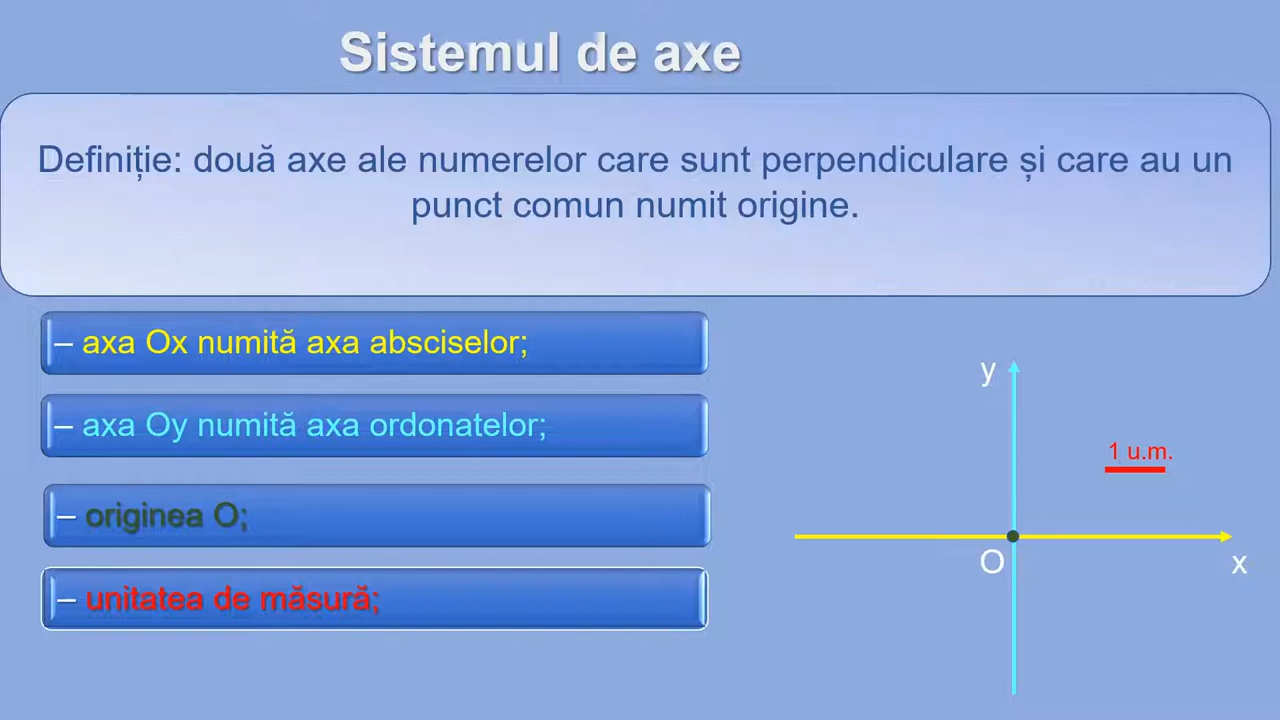 Sistemul de axe
Definiție: două axe ale numerelor care sunt perpendiculare și care au un
punct comun numit origine.
– axa Ox numită axa absciselor;
– axa Oy numită axa ordonatelor;
– originea O;
– unitatea de măsură;
y
1 u.m.
O
x